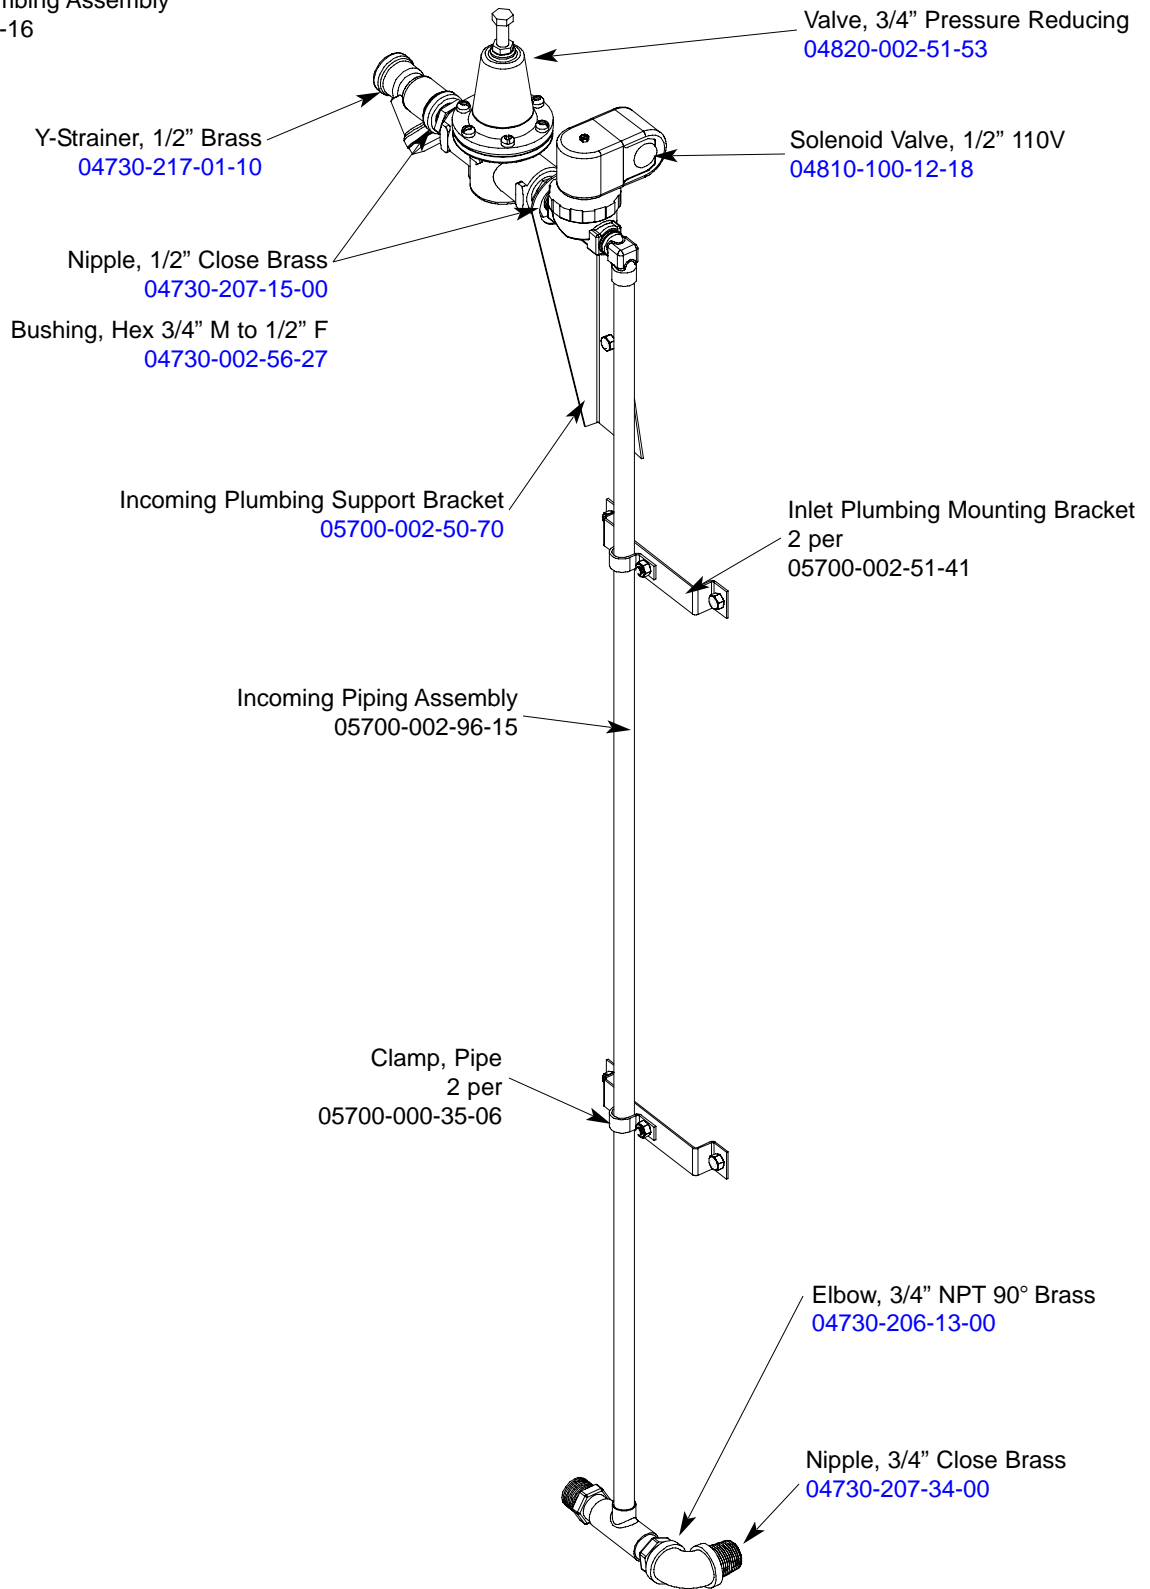 Assembly
-16
Valve, 3/4” Pressure Reducing
04820-002-51-53
Y-Strainer, 1/2” Brass
04730-217-01-10
Solenoid Valve, 1/2” 110V
04810-100-12-18
Nipple, 1/2” Close Brass
04730-207-15-00
Bushing, Hex 3/4” M to 1/2” F
04730-002-56-27
Incoming Plumbing Support Bracket
05700-002-50-70
Inlet Plumbing Mounting Bracket
2 per
05700-002-51-41
Incoming Piping Assembly
05700-002-96-15
Clamp, Pipe
2 per
05700-000-35-06
Elbow, 3/4” NPT 90° Brass
04730-206-13-00
Nipple, 3/4” Close Brass
04730-207-34-00